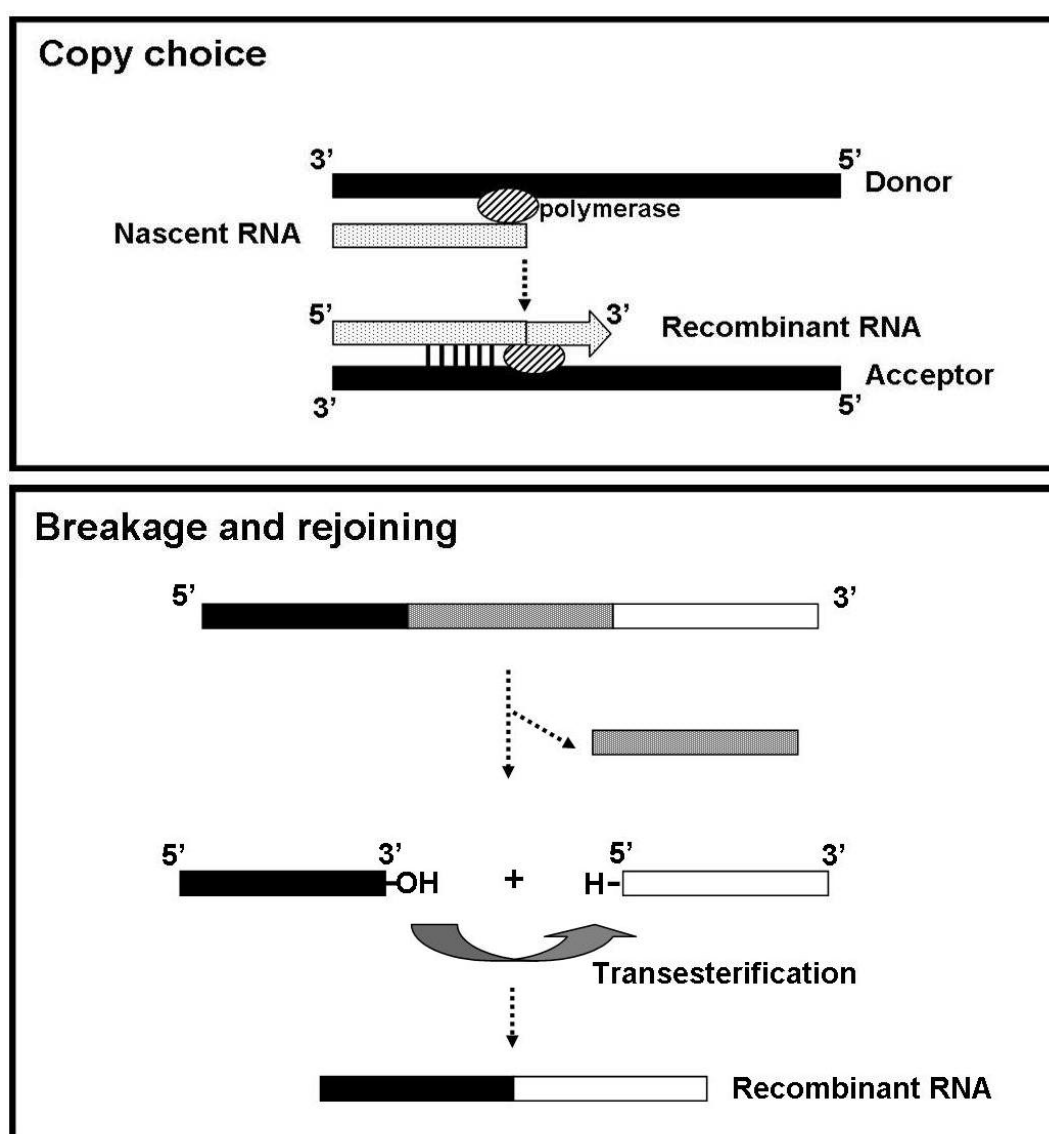 Copy choice
3’ 5’
Donor
polymerase
Nascent RNA
5’ 3’
Recombinant RNA
Acceptor
3’ 5’
Breakage and rejoining
5’ 3’
5’ 3’ 5’ 3’
OH + H
Transesterification
Recombinant RNA